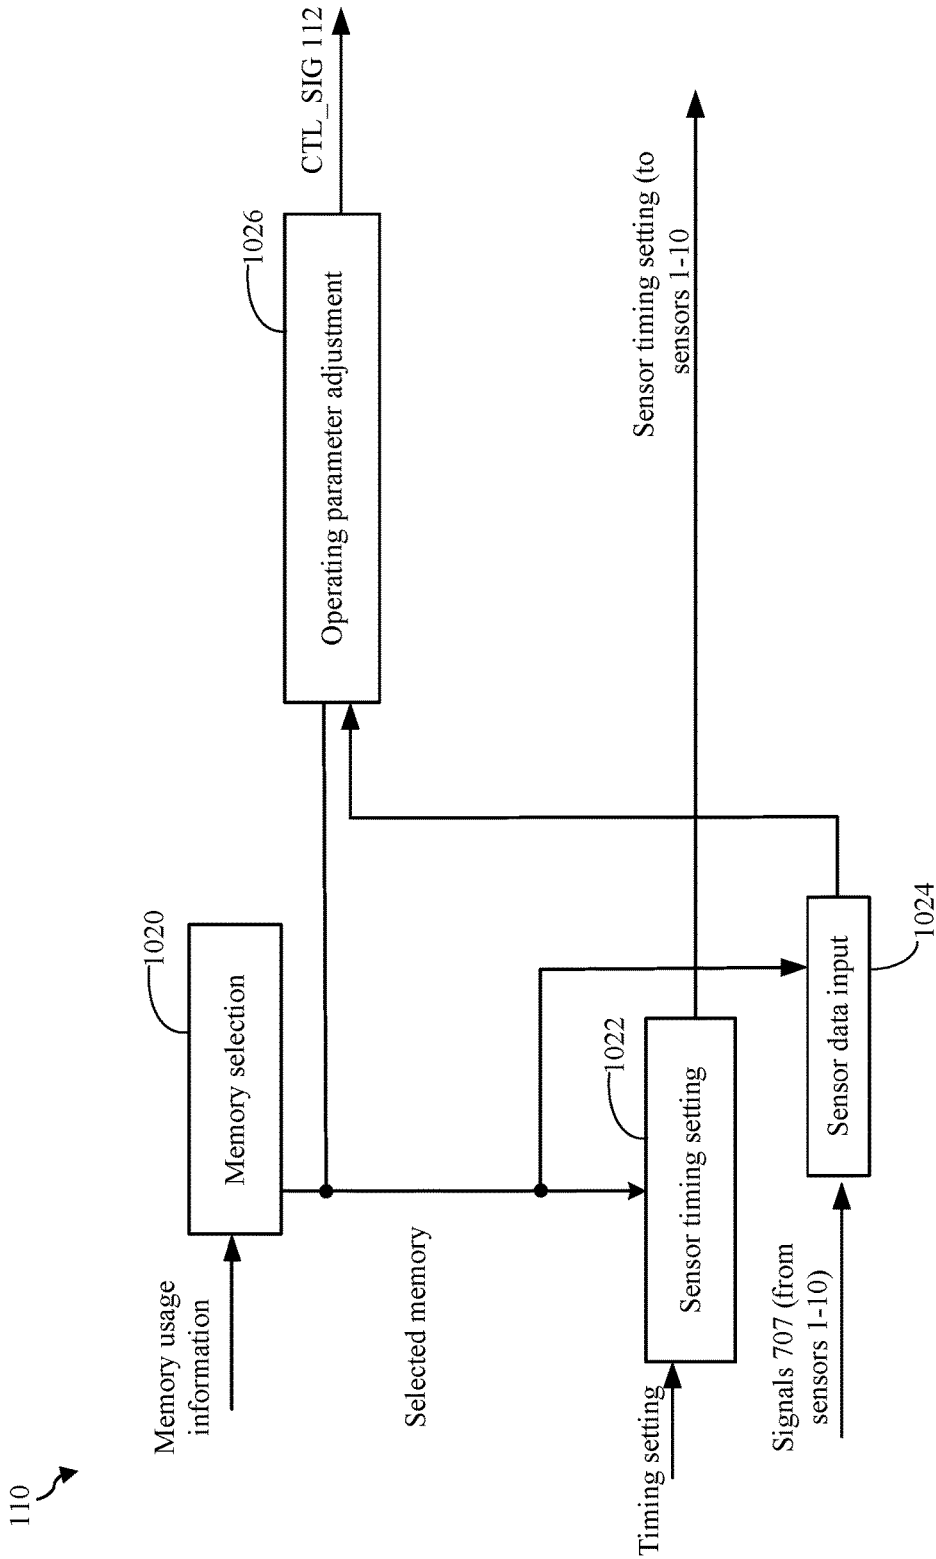 110
Memory usage
information
Memory selection
1020
Selected memory
Operating parameter adjustment
1026
CTL_SIG 112
Timing setting
Sensor timing setting
1022
Sensor timing setting (to
sensors 1-10
Signals 707 (from
sensors 1-10)
Sensor data input
1024